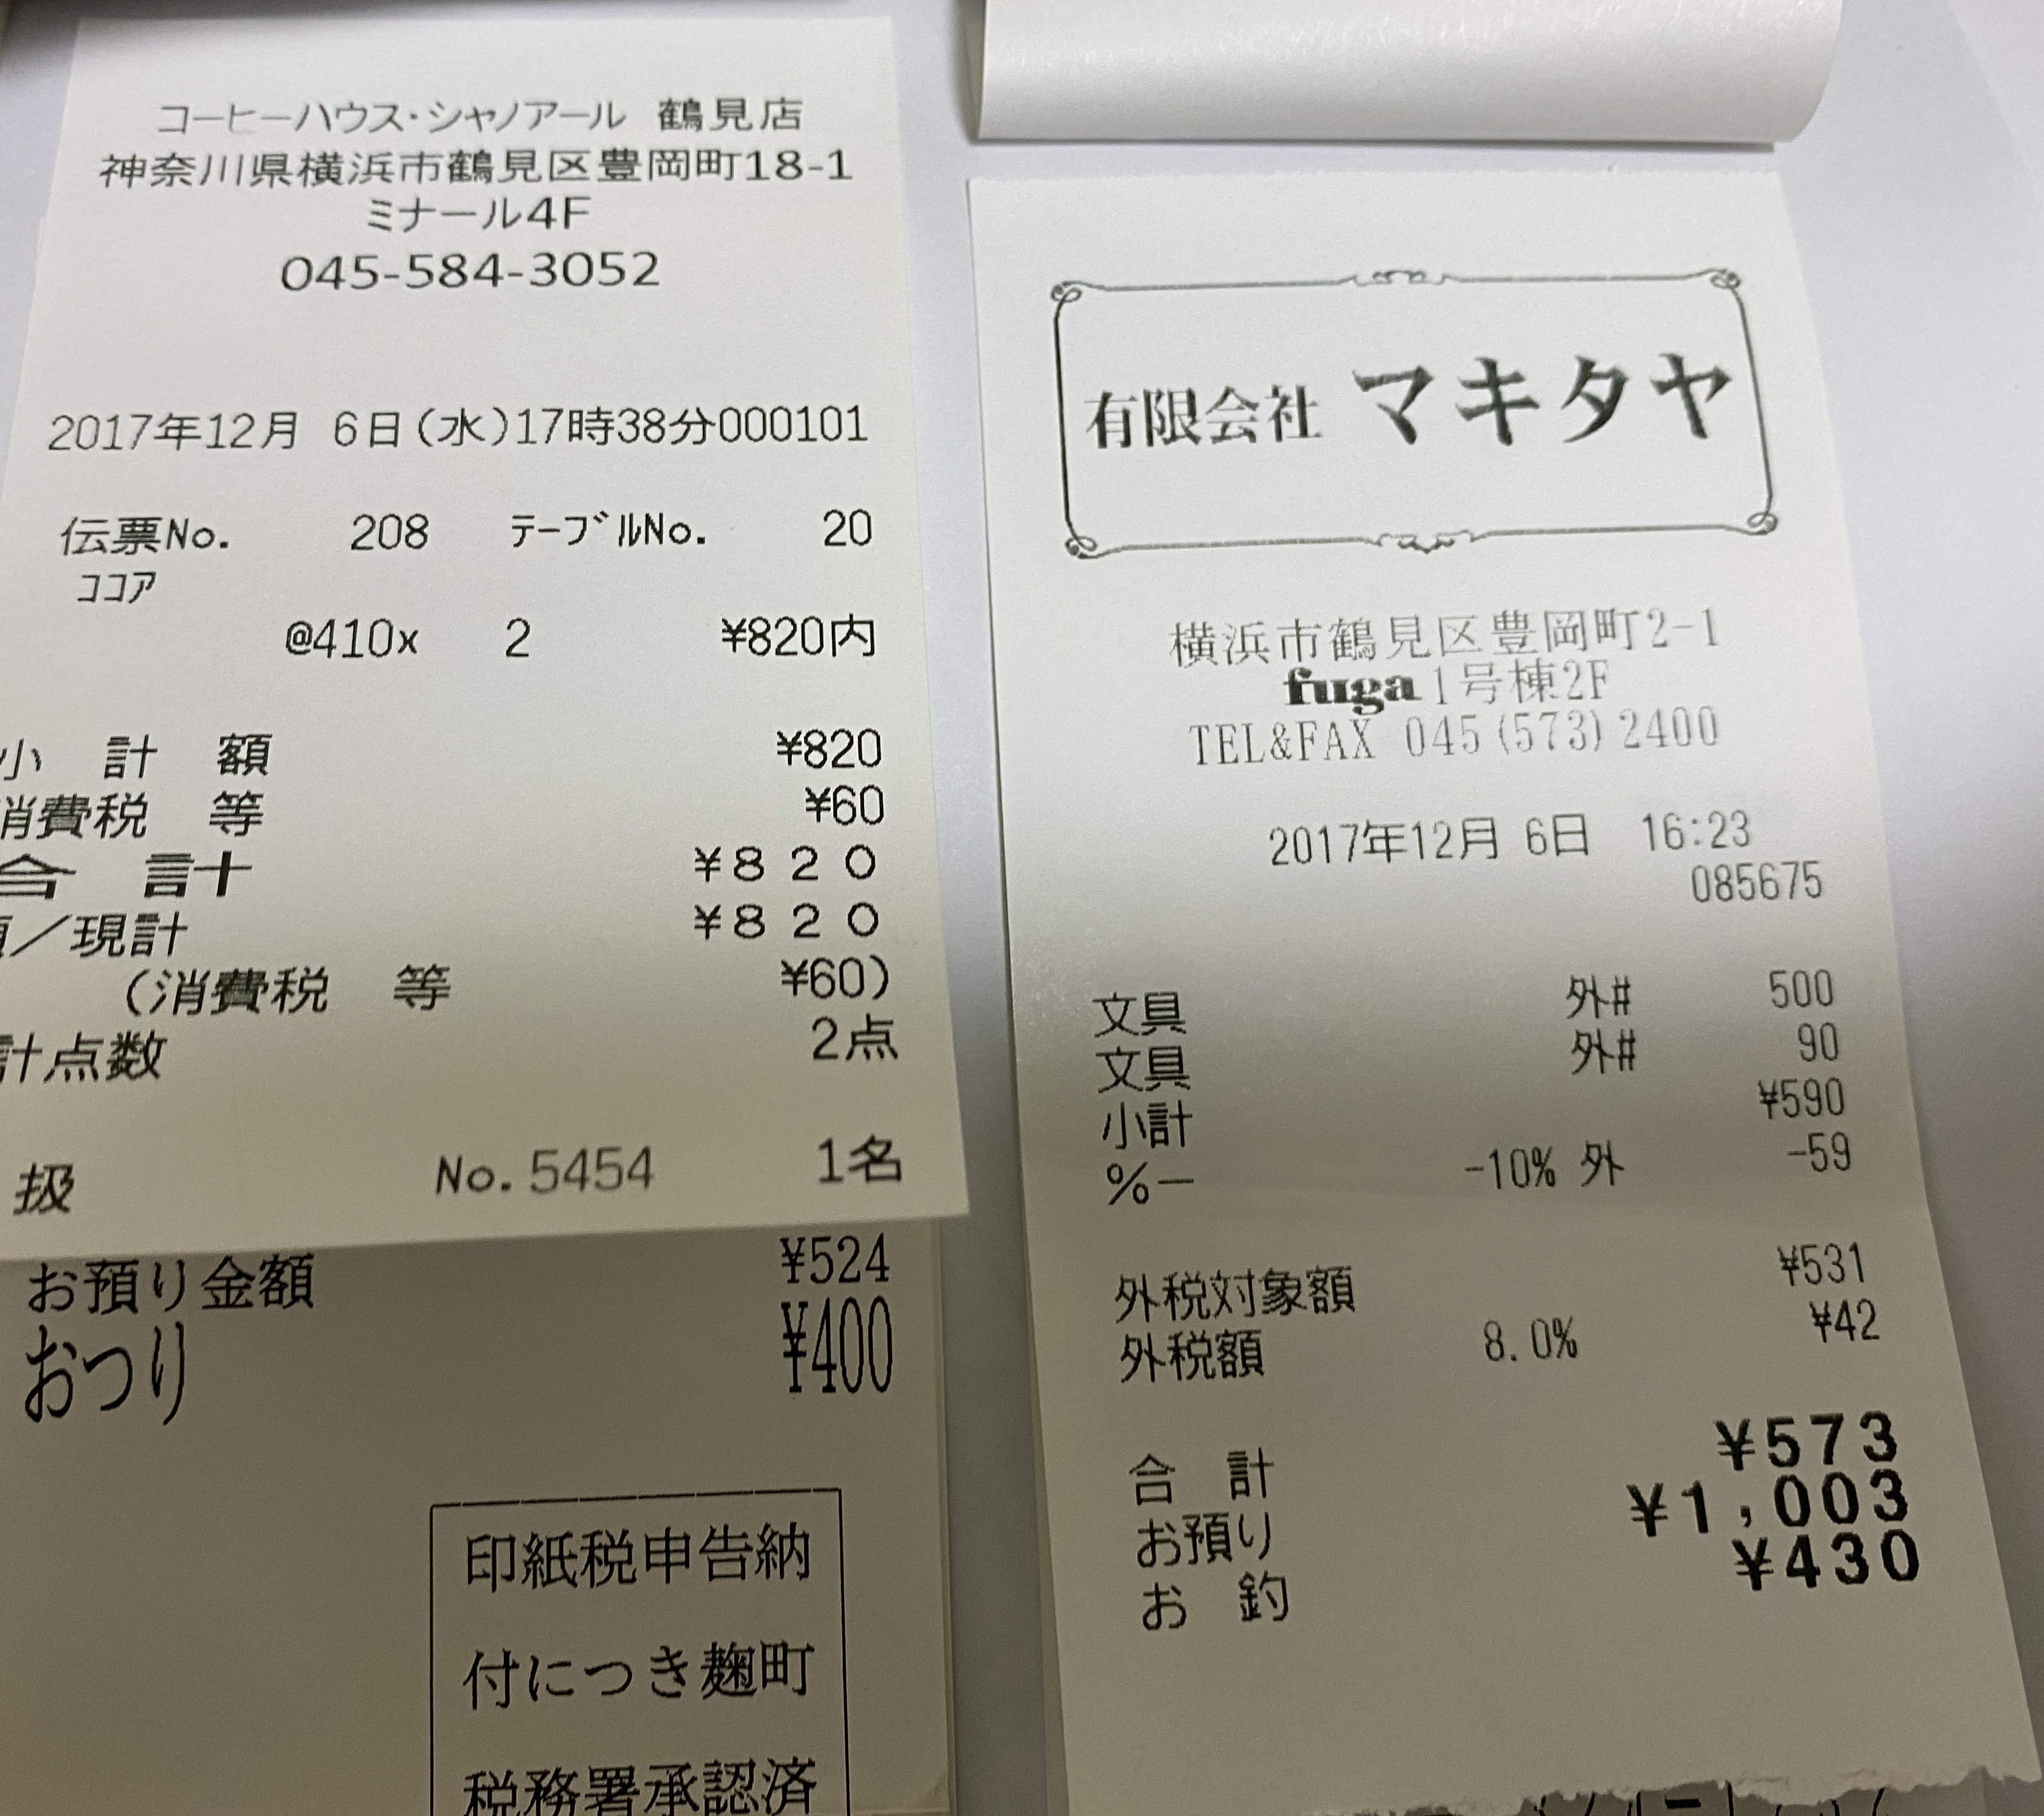 コーヒーハウス・シャノアール 鶴見店
神奈川県横浜市鶴見区豊岡町18-1
ミナール4F
045-584-3052
2017年12月 6日(水)17時38分000101
伝票No. 208 テーブルNo. 20
ココア
@410x 2 ¥820内
小 計 額 ¥820
消費税 等 ¥60
合 計 ¥820
／現計 ¥820
(消費税 等 ¥60)
計点数 2点
扱 No.5454 1名
お預り金額 ¥524
おつり ¥400
印紙税申告納
付につき麹町
税務署承認済
有限会社 マキタヤ
横浜市鶴見区豊岡町2-1
fuga 1号棟2F
TEL&FAX 045(573)2400
2017年12月 6日 16:23
085675
文具 外# 500
文具 外# 90
小計 ¥590
%- -10% 外 -59
外税対象額 ¥531
外税額 8.0% ¥42
合 計 ¥573
お預り ¥1,003
お 釣 ¥430